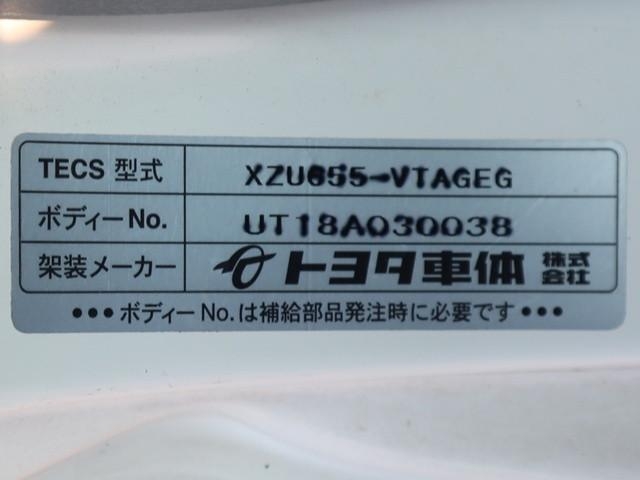 TECS 型式 XZU655-VTAGEG
ボディーNo. UT18A030038
架装メーカー トヨタ車体 株式会社
•••ボディーNo.は補給部品発注時に必要です•••